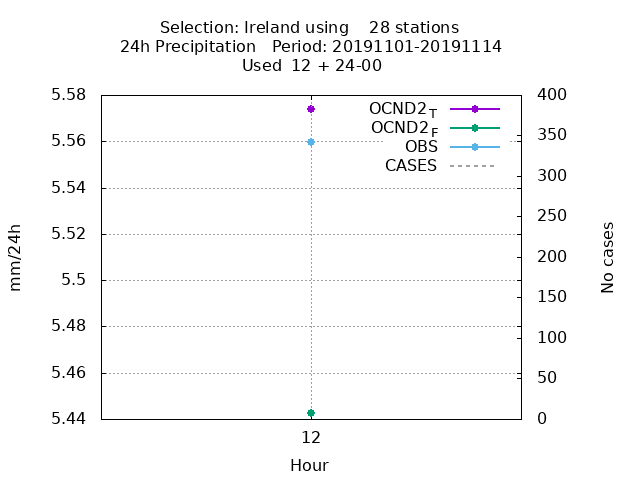 Selection: Ireland using    28 stations
24h Precipitation   Period: 20191101-20191114
Used  12 + 24-00
5.58
5.56
5.54
5.52
5.5
5.48
5.46
5.44
mm/24h
OCND2T
OCND2F
OBS
CASES
400
350
300
250
200
150
100
50
0
No cases
12
Hour